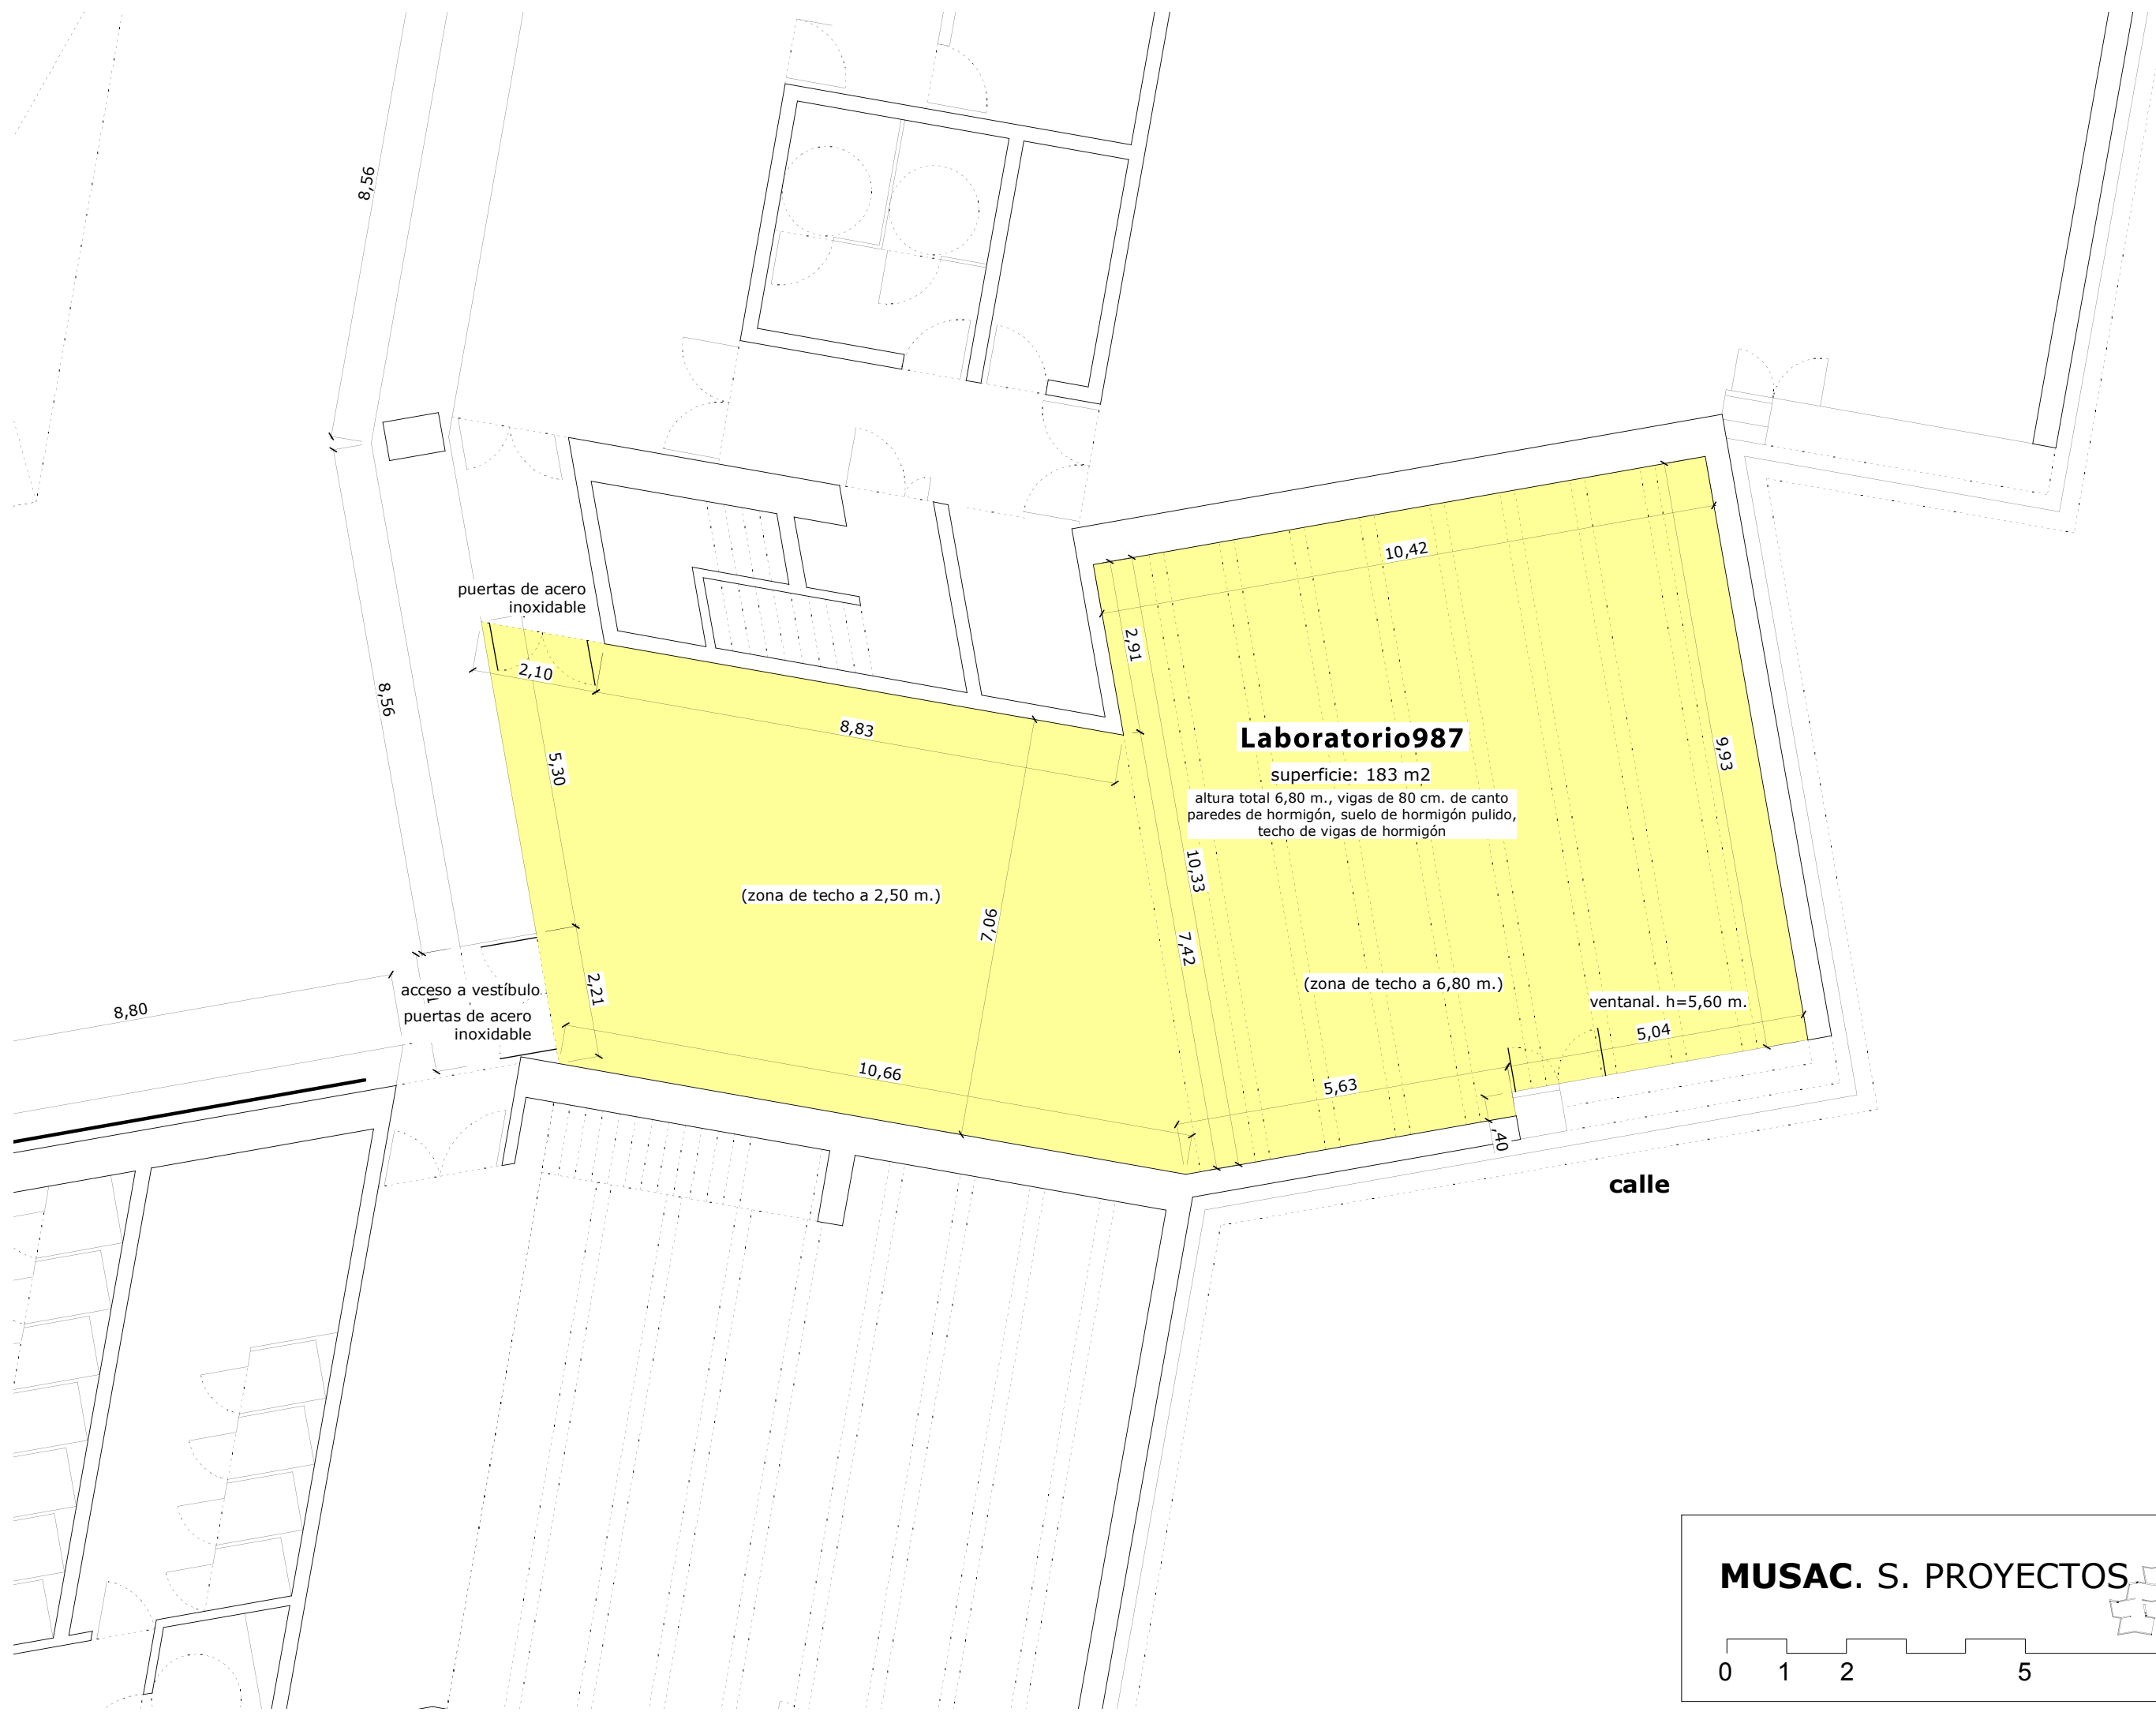 8,56
puertas de acero
inoxidable
2,10
8,83
8,56
5,30
10,42
2,91
Laboratorio987
superficie: 183 m2
altura total 6,80 m., vigas de 80 cm. de canto
paredes de hormigón, suelo de hormigón pulido,
techo de vigas de hormigón
9,93
10,33
(zona de techo a 2,50 m.)
7,06
7,42
(zona de techo a 6,80 m.)
ventanal. h=5,60 m.
5,04
2,21
acceso a vestíbulo
puertas de acero
inoxidable
8,80
10,66
5,63
,40
calle
MUSAC. S. PROYECTOS
0 1 2 5